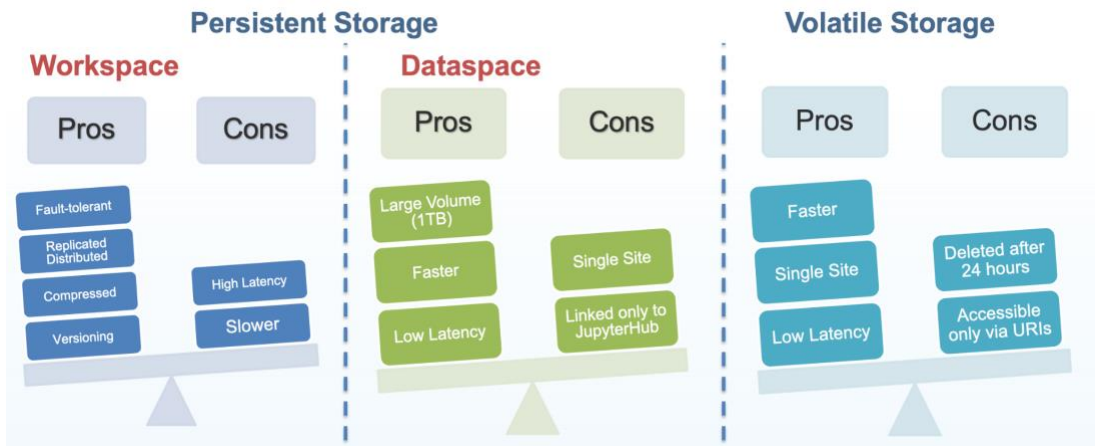 Persistent Storage
Volatile Storage
Workspace
Pros
Cons
Fault-tolerant
Replicated
Distributed
Compressed
Versioning
High Latency
Slower
Dataspace
Pros
Cons
Large Volume
(1TB)
Faster
Low Latency
Single Site
Linked only to
JupyterHub
Pros
Cons
Faster
Single Site
Low Latency
Deleted after
24 hours
Accessible
only via URIs